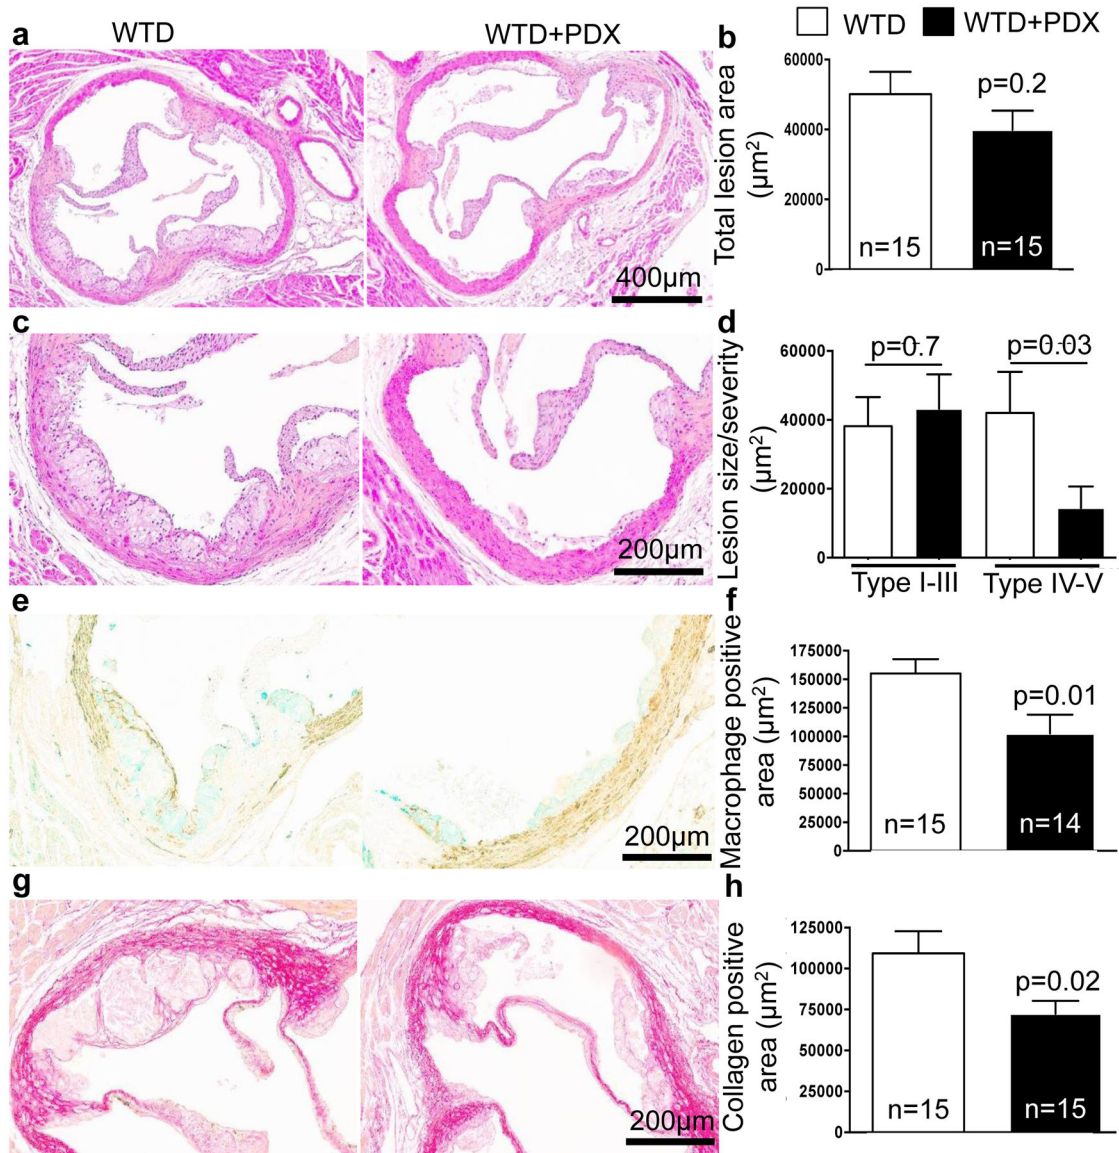 a
WTD
WTD+PDX
b
WTD
WTD+PDX
Total lesion area
(µm²)
60000
40000
20000
0
p=0.2
n=15
n=15
400µm
c
200µm
d
Lesion size/severity
(µm²)
60000
40000
20000
0
p=0.7
p=0.03
Type I-III
Type IV-V
e
200µm
f
Macrophage positive
area (µm²)
175000
150000
125000
100000
75000
50000
25000
0
p=0.01
n=15
n=14
g
200µm
h
Collagen positive
area (µm²)
125000
100000
75000
50000
25000
0
p=0.02
n=15
n=15